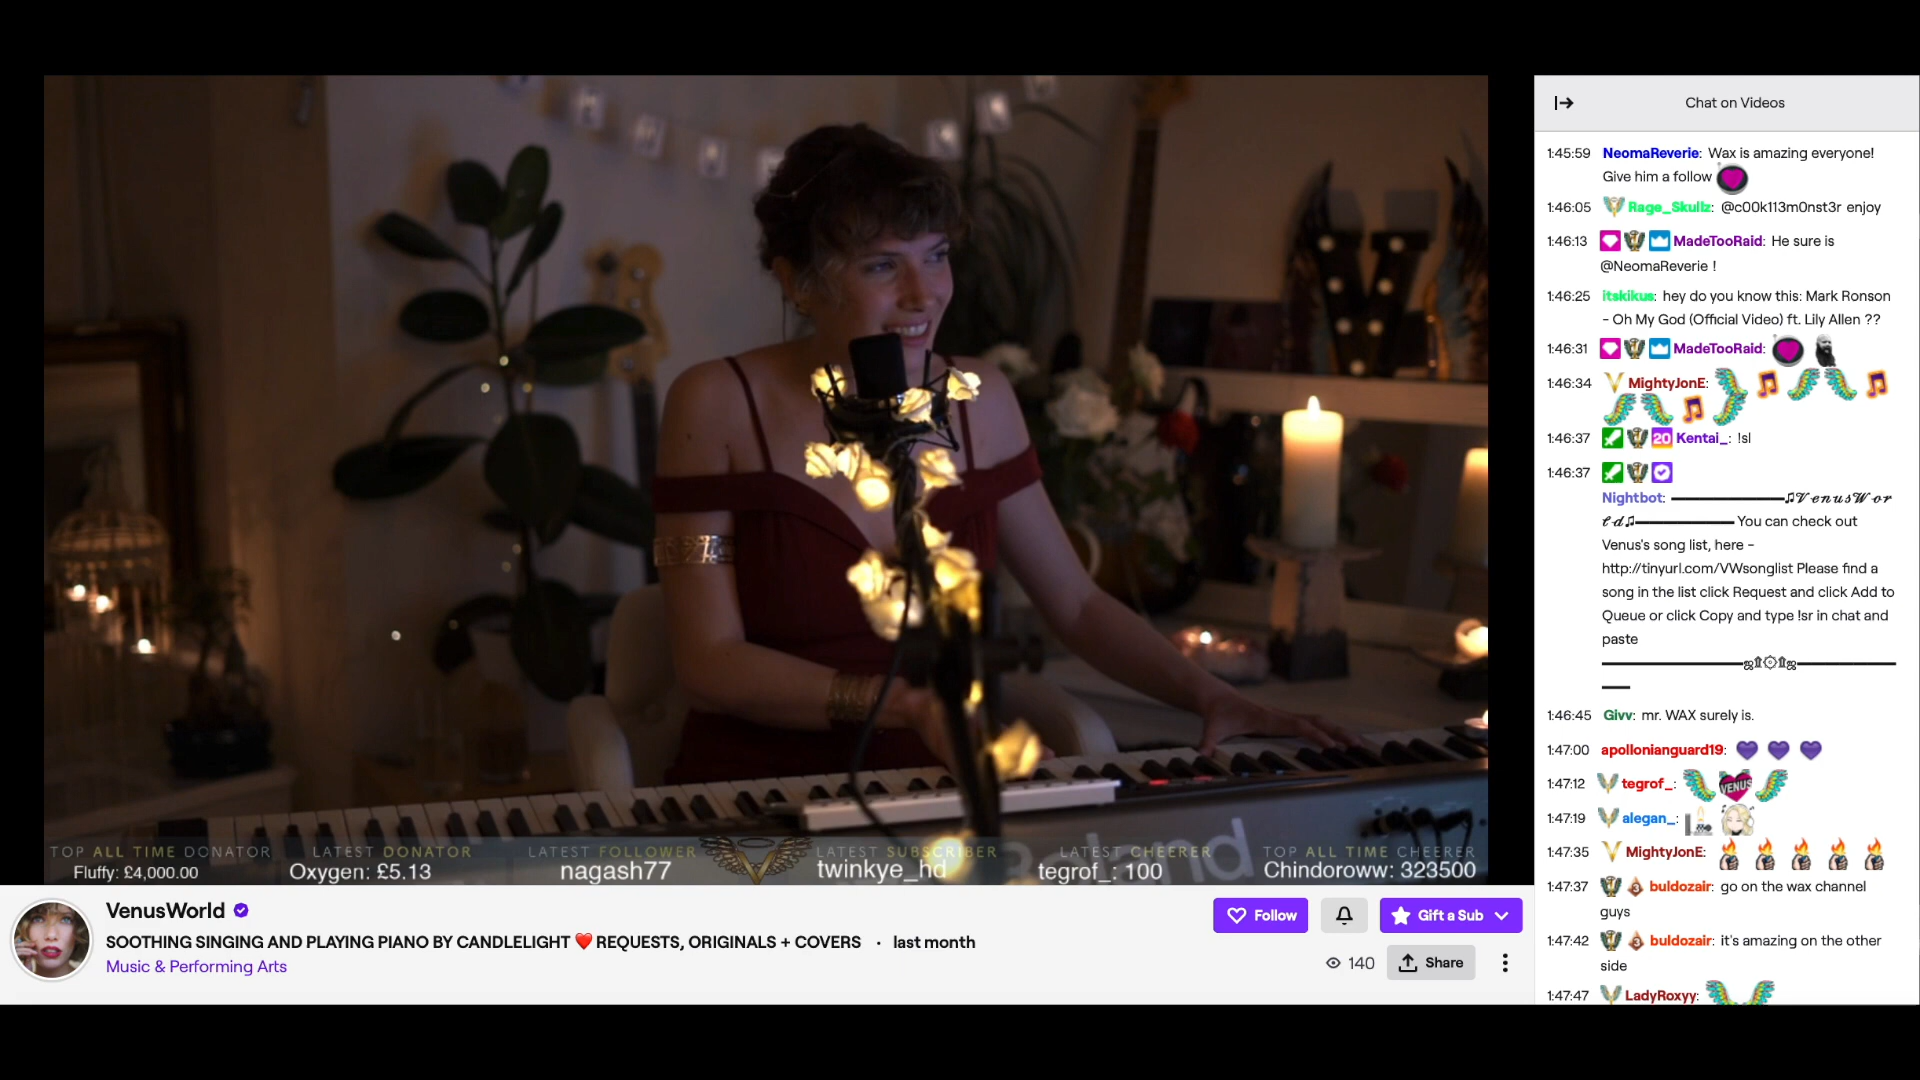 Chat on Videos
1:45:59 NeomaReverie: Wax is amazing everyone!
Give him a follow
1:46:05 Rage_Skullz: @c00k113m0nst3r enjoy
1:46:13 MadeTooRaid: He sure is
@NeomaReverie !
1:46:25 itskikus: hey do you know this: Mark Ronson
- Oh My God (Official Video) ft. Lily Allen ??
1:46:31 MadeTooRaid:
1:46:34 MightyJonE:
1:46:37 20 Kentai_: !sl
1:46:37
Nightbot: ━━━━━━━━♫𝓥𝓮𝓷𝓾𝓼𝓦𝓸𝓻
𝓵𝓭♫━━━━━━━ You can check out
Venus's song list, here -
http://tinyurl.com/VWsonglist Please find a
song in the list click Request and click Add to
Queue or click Copy and type !sr in chat and
paste
1:46:45 Givv: mr. WAX surely is.
1:47:00 apollonianguard19: 💜 💜 💜
1:47:12 tegrof_: VENUS
1:47:19 alegan_:
1:47:35 MightyJonE:
1:47:37 3 buldozair: go on the wax channel
guys
1:47:42 3 buldozair: it's amazing on the other
side
1:47:47 LadyRoxyy:
TOP ALL TIME DONATOR
Fluffy: £4,000.00
LATEST DONATOR
Oxygen: £5.13
LATEST FOLLOWER
nagash77
LATEST SUBSCRIBER
twinkye_hd
LATEST CHEERER
tegrof_: 100
TOP ALL TIME CHEERER
Chindoroww: 323500
VenusWorld
SOOTHING SINGING AND PLAYING PIANO BY CANDLELIGHT ❤️ REQUESTS, ORIGINALS + COVERS · last month
Music & Performing Arts
Follow
Gift a Sub
140
Share